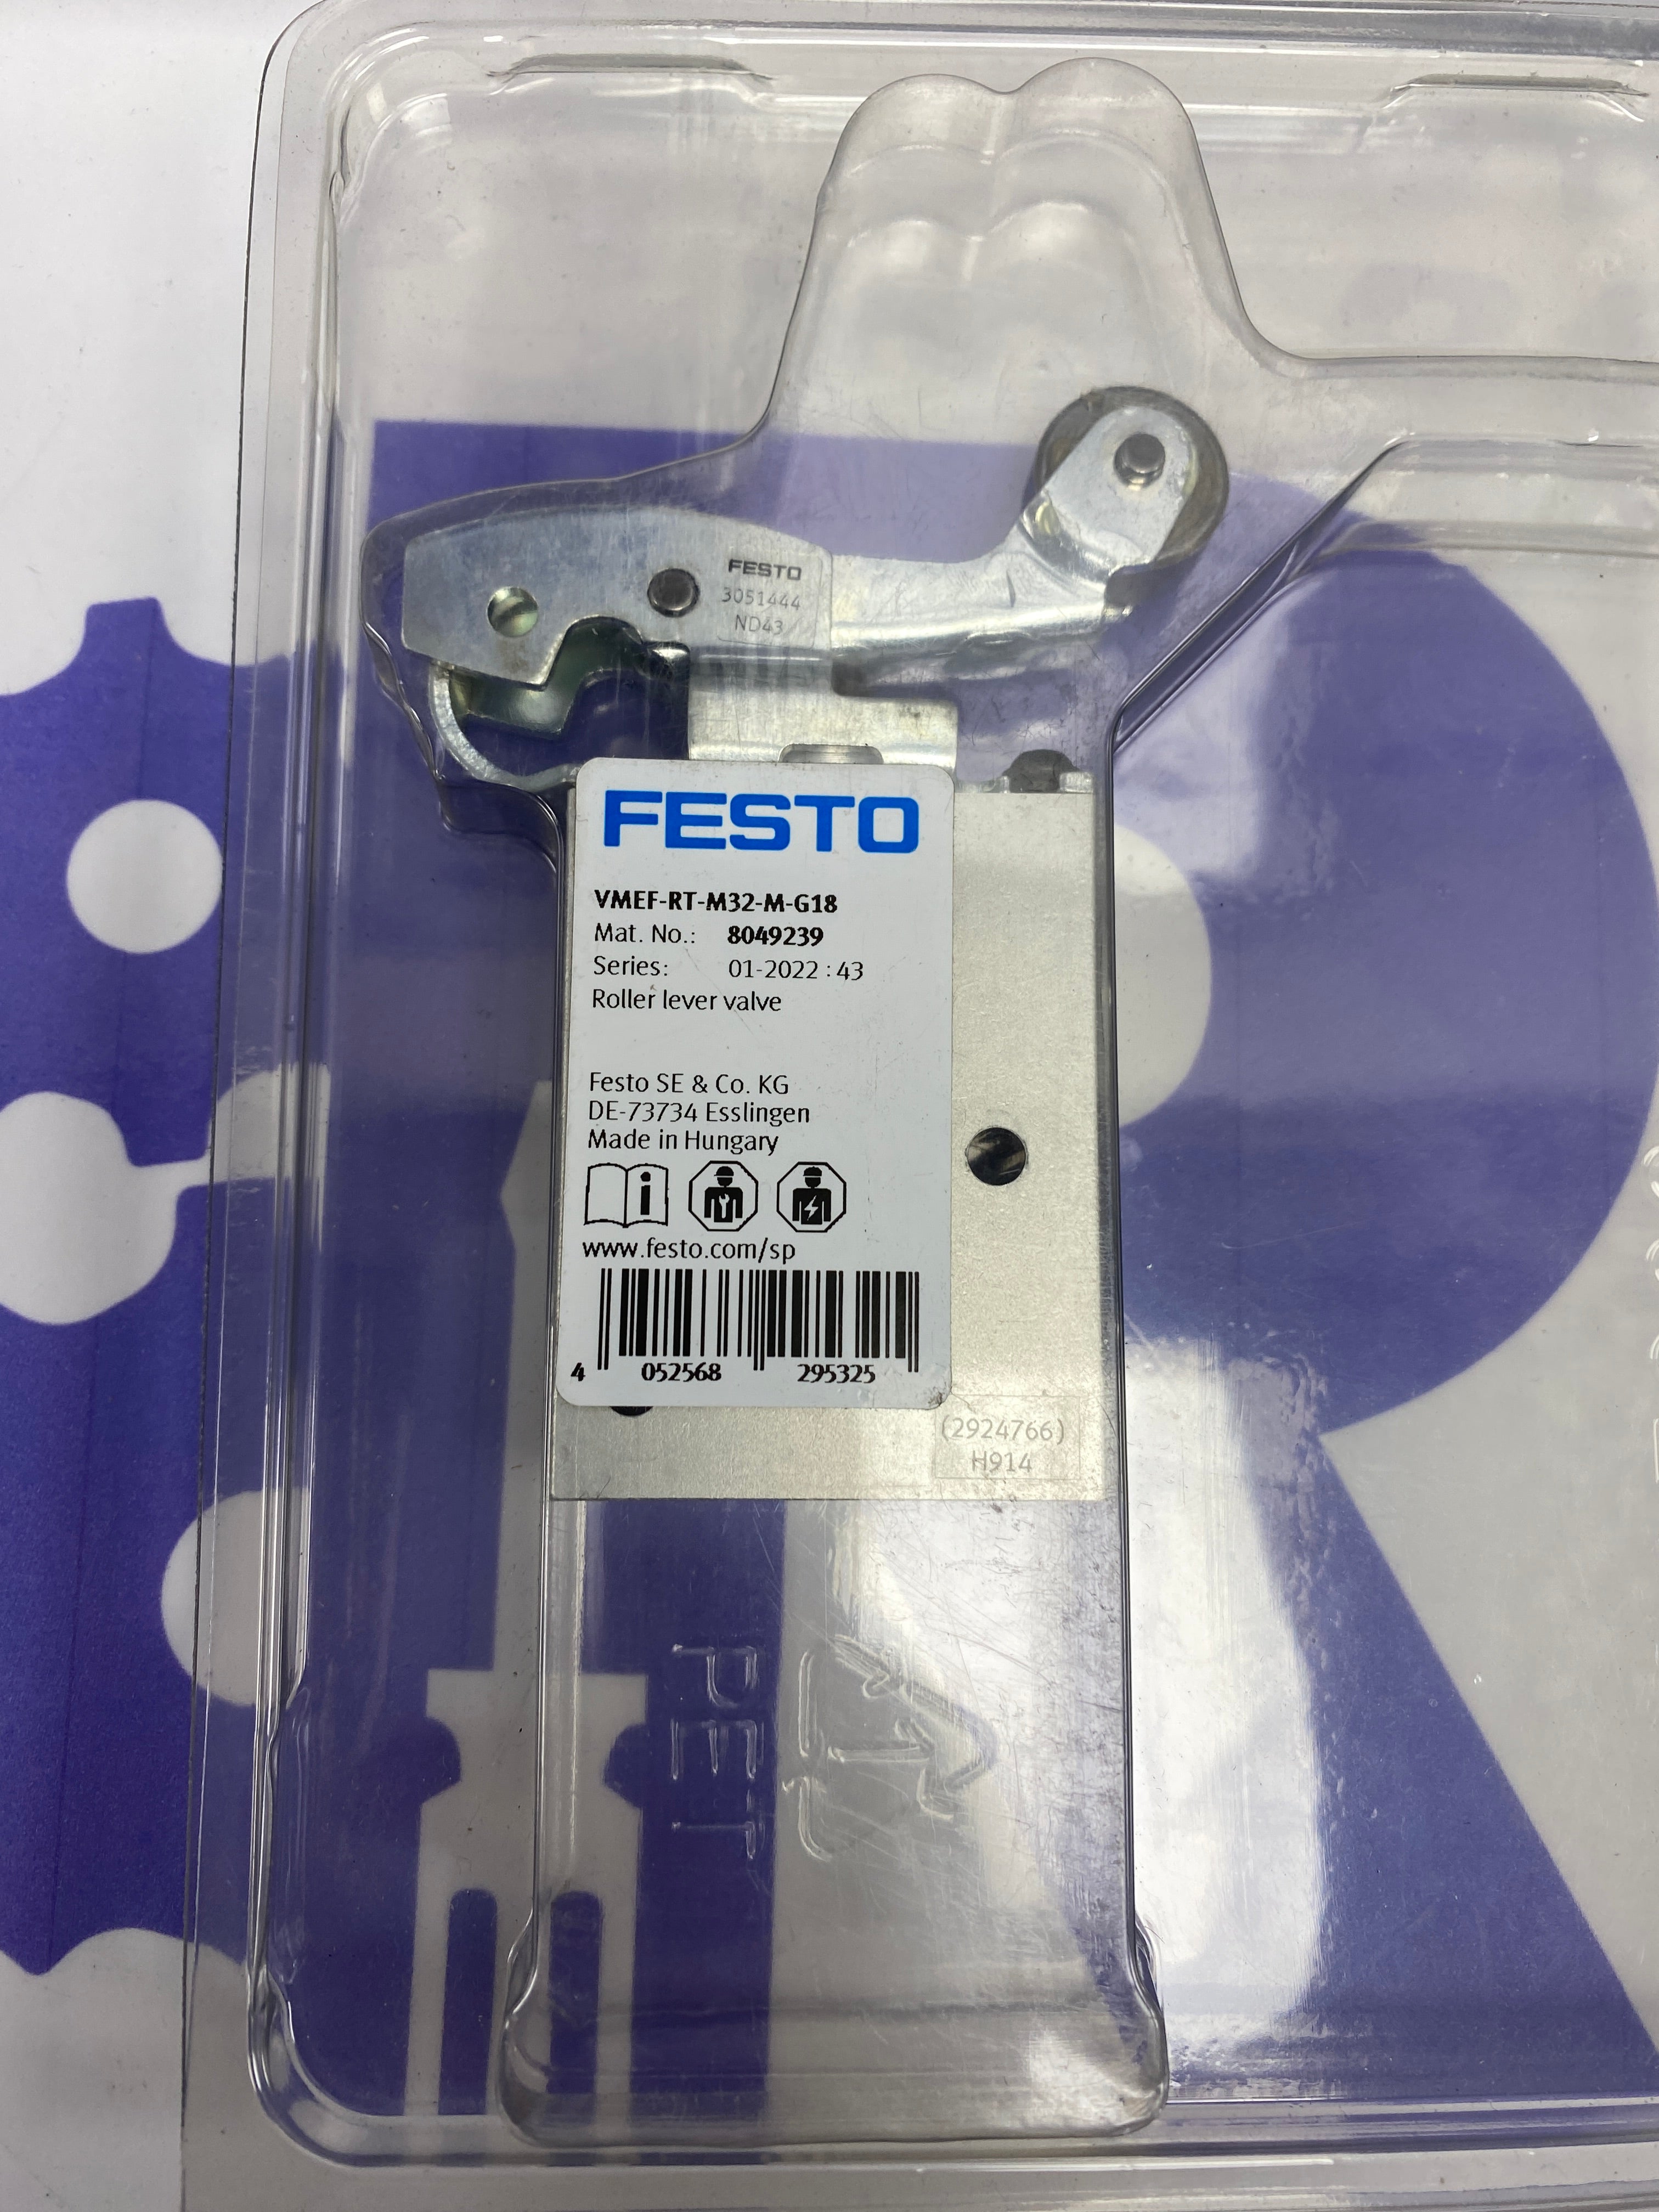 FESTO
3051444
ND43
FESTO
VMEF-RT-M32-M-G18
Mat. No.: 8049239
Series: 01-2022 : 43
Roller lever valve
Festo SE & Co. KG
DE-73734 Esslingen
Made in Hungary
www.festo.com/sp
4 052568 295325
(2924766)
H914
PET